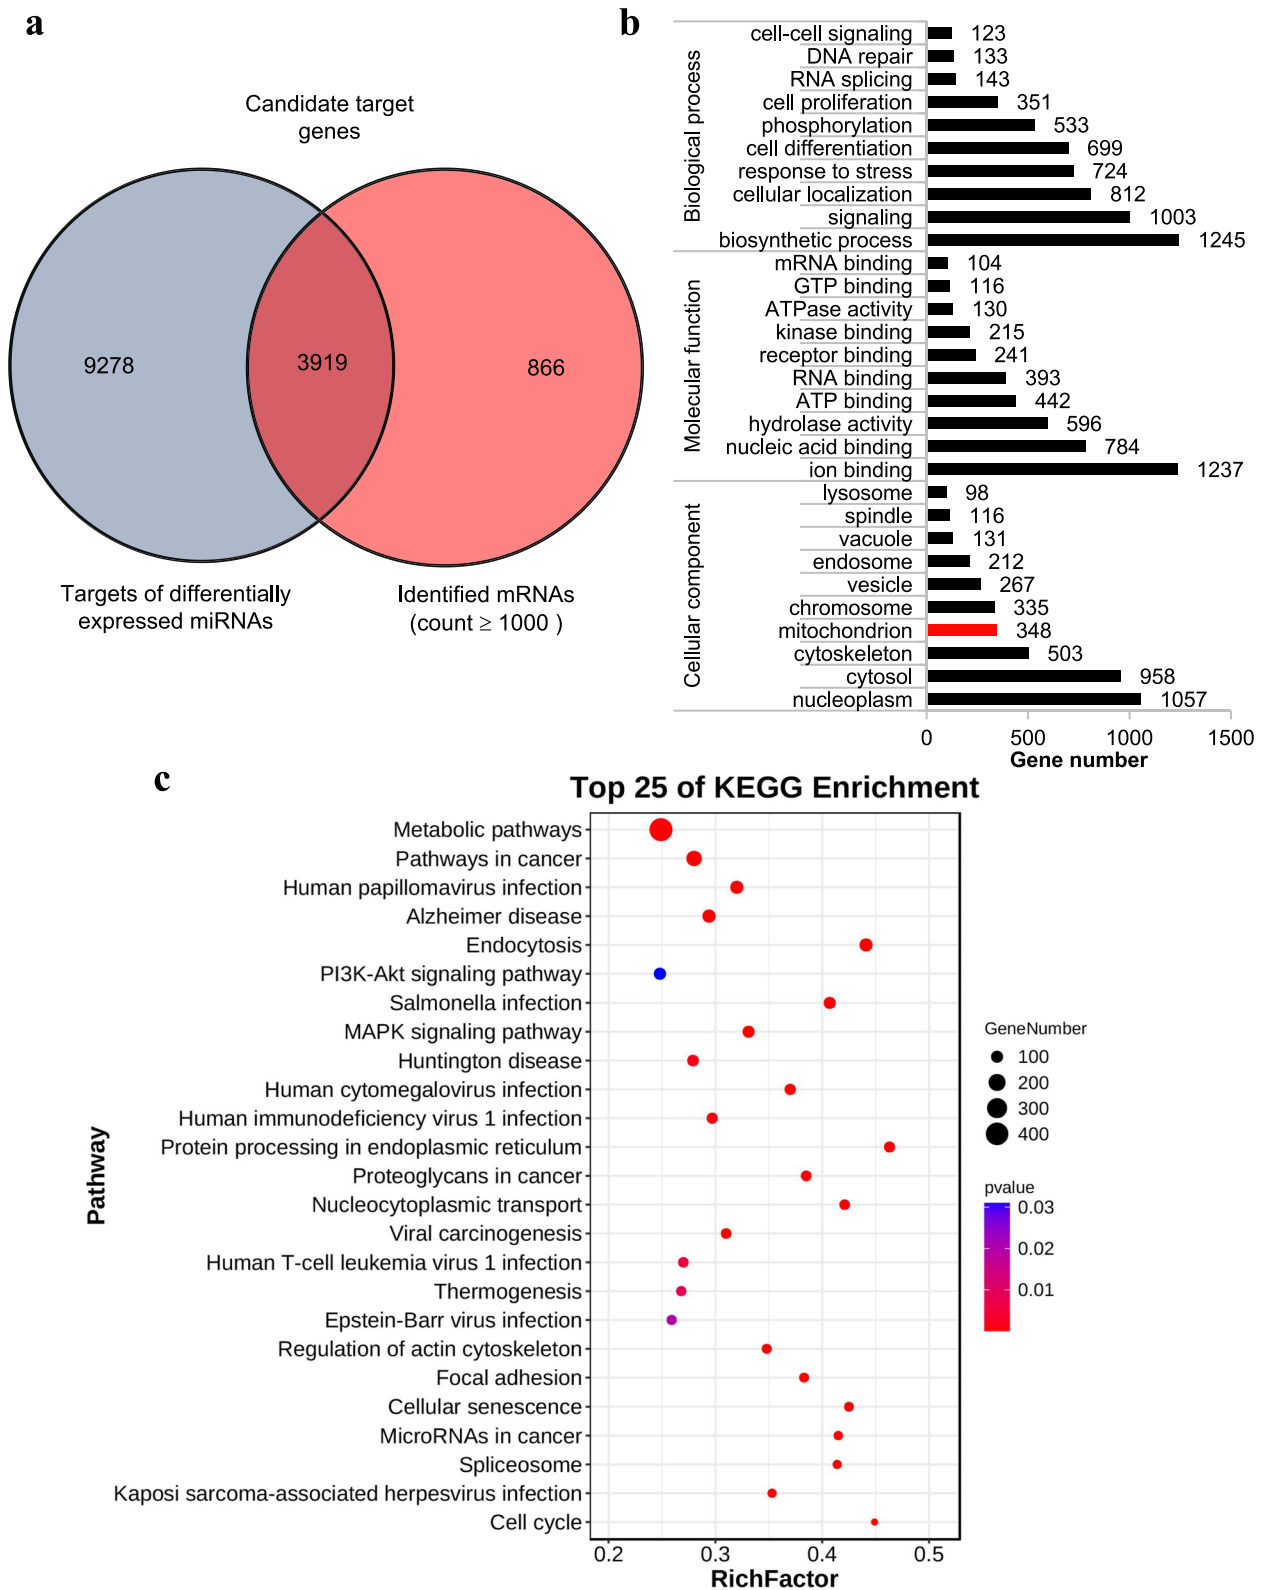 a
Candidate target
genes
9278
3919
866
Targets of differentially
expressed miRNAs
Identified mRNAs
(count ≥ 1000 )
b
Biological process
cell-cell signaling 123
DNA repair 133
RNA splicing 143
cell proliferation 351
phosphorylation 533
cell differentiation 699
response to stress 724
cellular localization 812
signaling 1003
biosynthetic process 1245
Molecular function
mRNA binding 104
GTP binding 116
ATPase activity 130
kinase binding 215
receptor binding 241
RNA binding 393
ATP binding 442
hydrolase activity 596
nucleic acid binding 784
ion binding 1237
Cellular component
lysosome 98
spindle 116
vacuole 131
endosome 212
vesicle 267
chromosome 335
mitochondrion 348
cytoskeleton 503
cytosol 958
nucleoplasm 1057
0 500 1000 1500
Gene number
c
Top 25 of KEGG Enrichment
Pathway
Metabolic pathways
Pathways in cancer
Human papillomavirus infection
Alzheimer disease
Endocytosis
PI3K-Akt signaling pathway
Salmonella infection
MAPK signaling pathway
Huntington disease
Human cytomegalovirus infection
Human immunodeficiency virus 1 infection
Protein processing in endoplasmic reticulum
Proteoglycans in cancer
Nucleocytoplasmic transport
Viral carcinogenesis
Human T-cell leukemia virus 1 infection
Thermogenesis
Epstein-Barr virus infection
Regulation of actin cytoskeleton
Focal adhesion
Cellular senescence
MicroRNAs in cancer
Spliceosome
Kaposi sarcoma-associated herpesvirus infection
Cell cycle
0.2 0.3 0.4 0.5
RichFactor
GeneNumber
100
200
300
400
pvalue
0.03
0.02
0.01